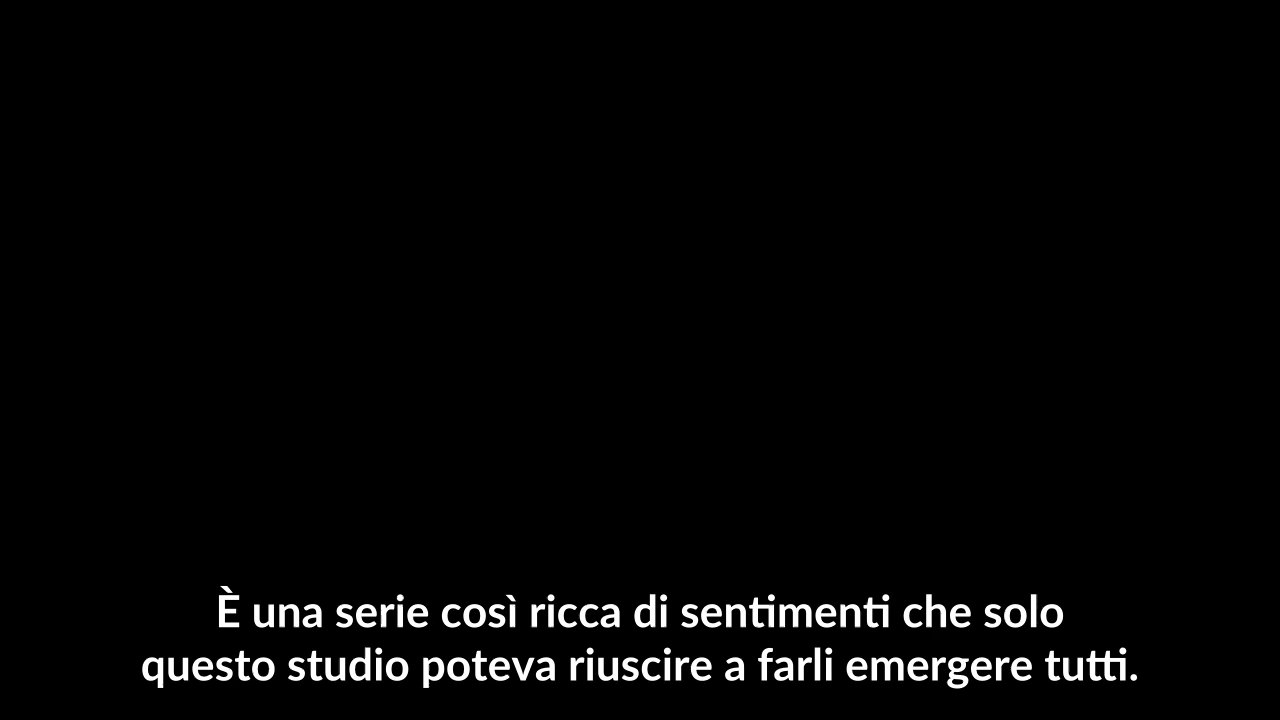 È una serie così ricca di sentimenti che solo
questo studio poteva riuscire a farli emergere tutti.